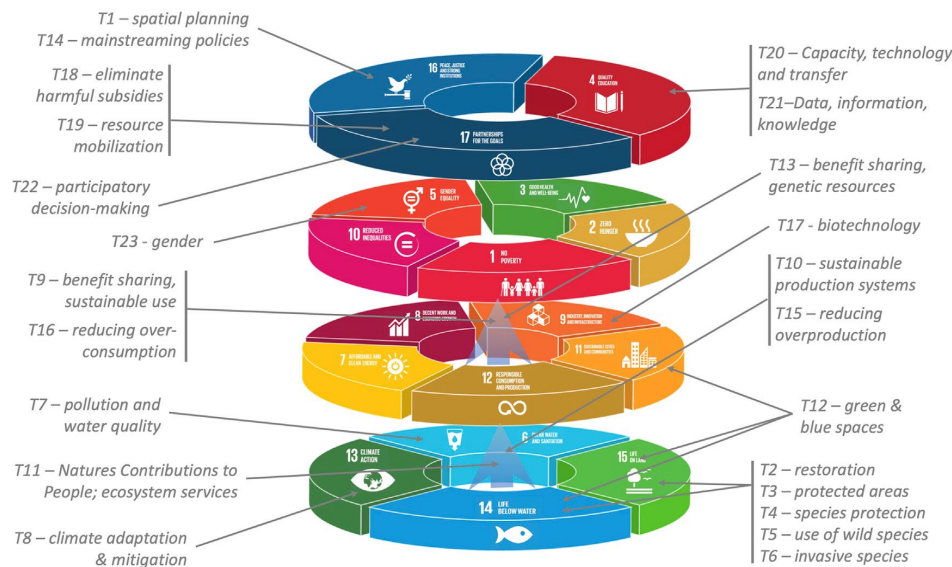 T1 – spatial planning
T14 – mainstreaming policies
T18 – eliminate
harmful subsidies
T19 – resource
mobilization
T22 – participatory
decision-making
T23 - gender
T9 – benefit sharing,
sustainable use
T16 – reducing over-
consumption
T7 – pollution and
water quality
T11 – Natures Contributions to
People; ecosystem services
T8 – climate adaptation
& mitigation
16 PEACE, JUSTICE
AND STRONG
INSTITUTIONS
4 QUALITY
EDUCATION
17 PARTNERSHIPS
FOR THE GOALS
5 GENDER
EQUALITY
3 GOOD HEALTH
AND WELL-BEING
10 REDUCED
INEQUALITIES
2 ZERO
HUNGER
1 NO
POVERTY
8 DECENT WORK AND
ECONOMIC GROWTH
9 INDUSTRY, INNOVATION
AND INFRASTRUCTURE
7 AFFORDABLE AND
CLEAN ENERGY
11 SUSTAINABLE CITIES
AND COMMUNITIES
12 RESPONSIBLE
CONSUMPTION
AND PRODUCTION
6 CLEAN WATER
AND SANITATION
13 CLIMATE
ACTION
15 LIFE
ON LAND
14 LIFE
BELOW WATER
T20 – Capacity, technology
and transfer
T21–Data, information,
knowledge
T13 – benefit sharing,
genetic resources
T17 - biotechnology
T10 – sustainable
production systems
T15 – reducing
overproduction
T12 – green &
blue spaces
T2 – restoration
T3 – protected areas
T4 – species protection
T5 – use of wild species
T6 – invasive species